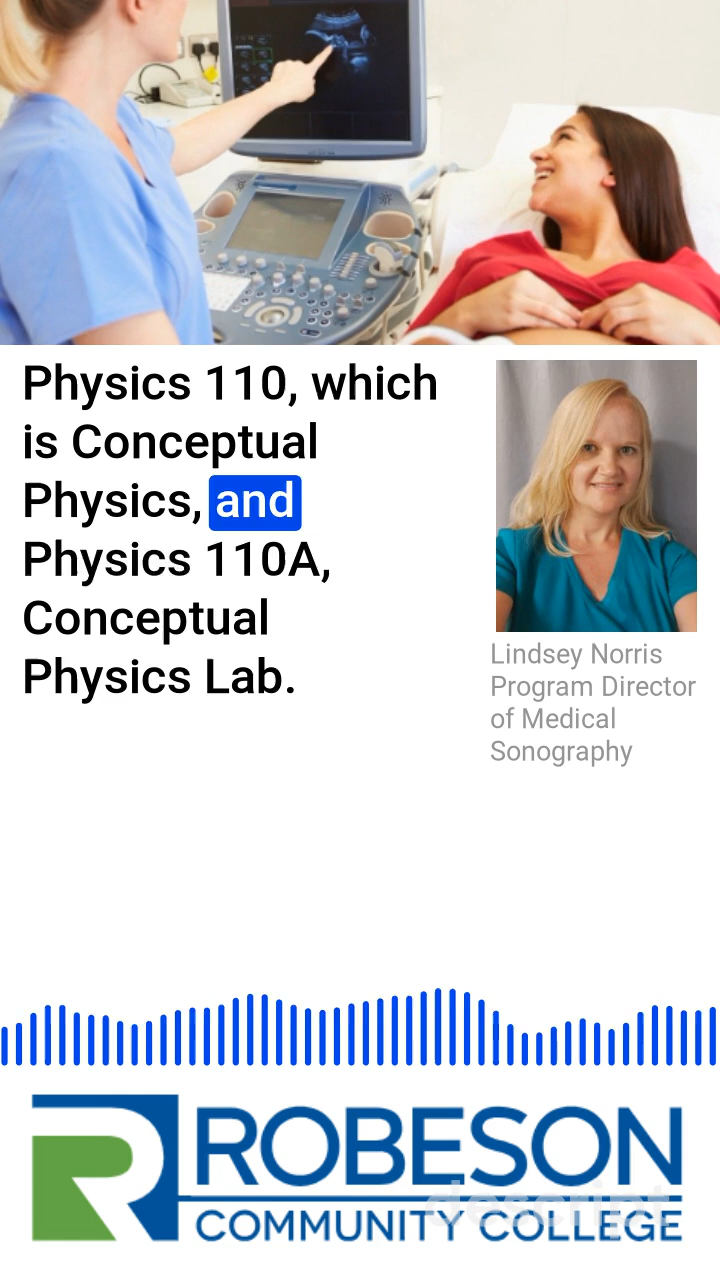 Physics 110, which
is Conceptual
Physics, and
Physics 110A,
Conceptual
Physics Lab.
Lindsey Norris
Program Director
of Medical
Sonography
ROBESON
COMMUNITY COLLEGE
descript